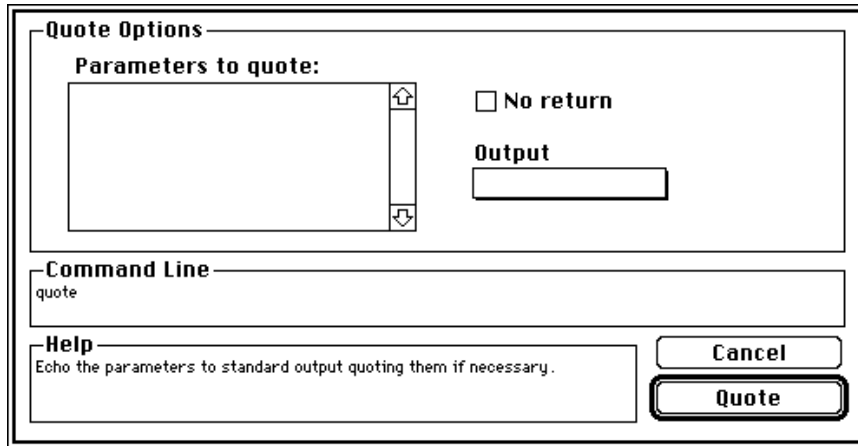 Quote Options
Parameters to quote:
No return
Output
Command Line
quote
Help
Echo the parameters to standard output quoting them if necessary.
Cancel
Quote